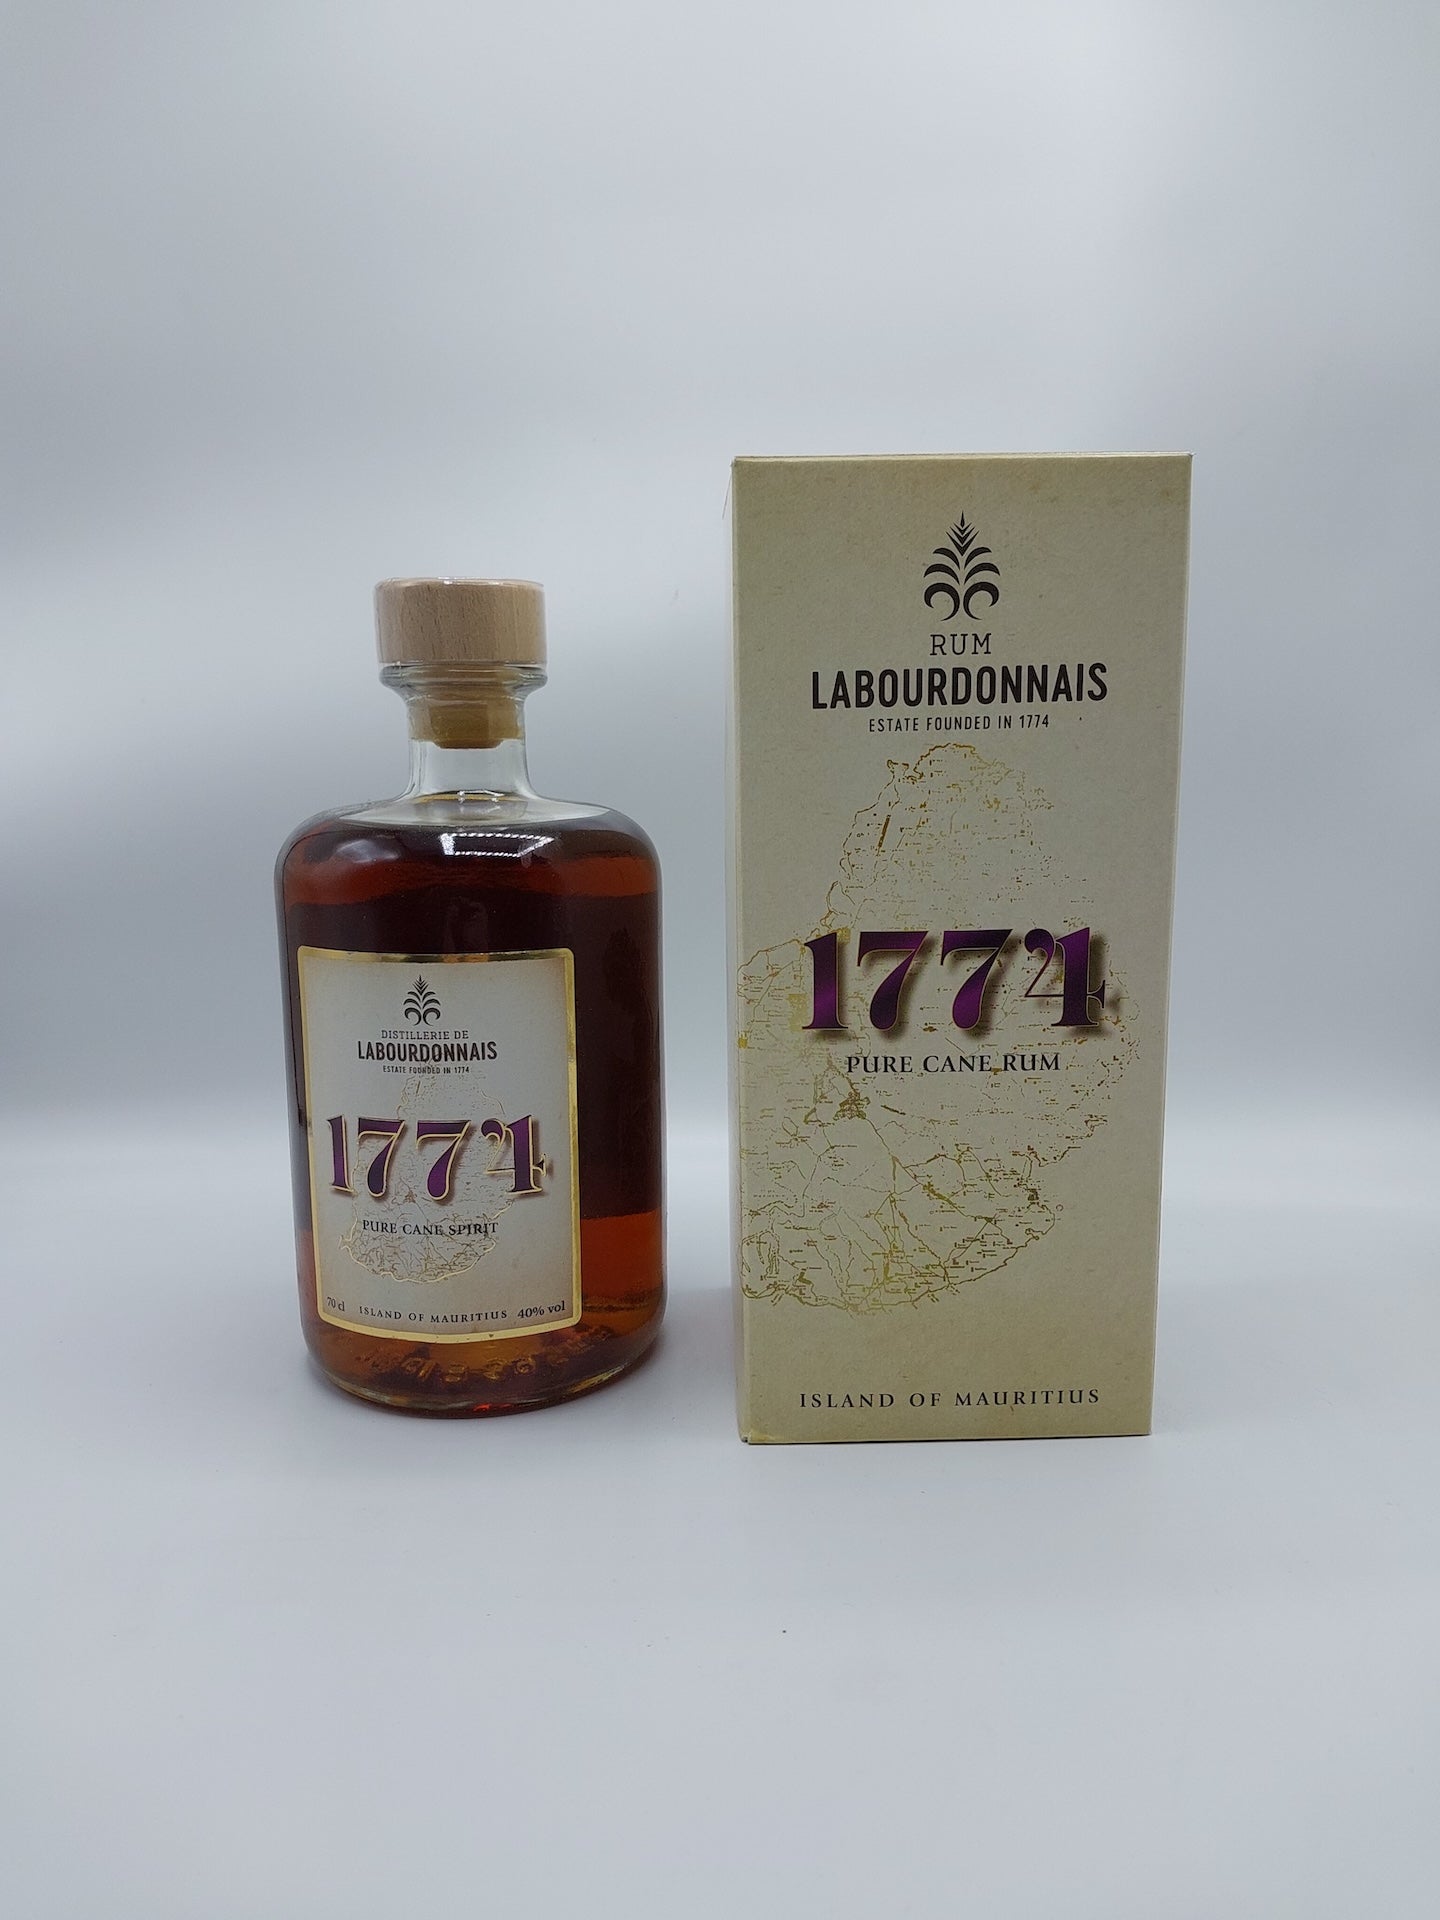 DISTILLERIE DE
LABOURDONNAIS
ESTATE FOUNDED IN 1774
1774
PURE CANE SPIRIT
70 cl ISLAND OF MAURITIUS 40% vol
RUM
LABOURDONNAIS
ESTATE FOUNDED IN 1774
1774
PURE CANE RUM
ISLAND OF MAURITIUS